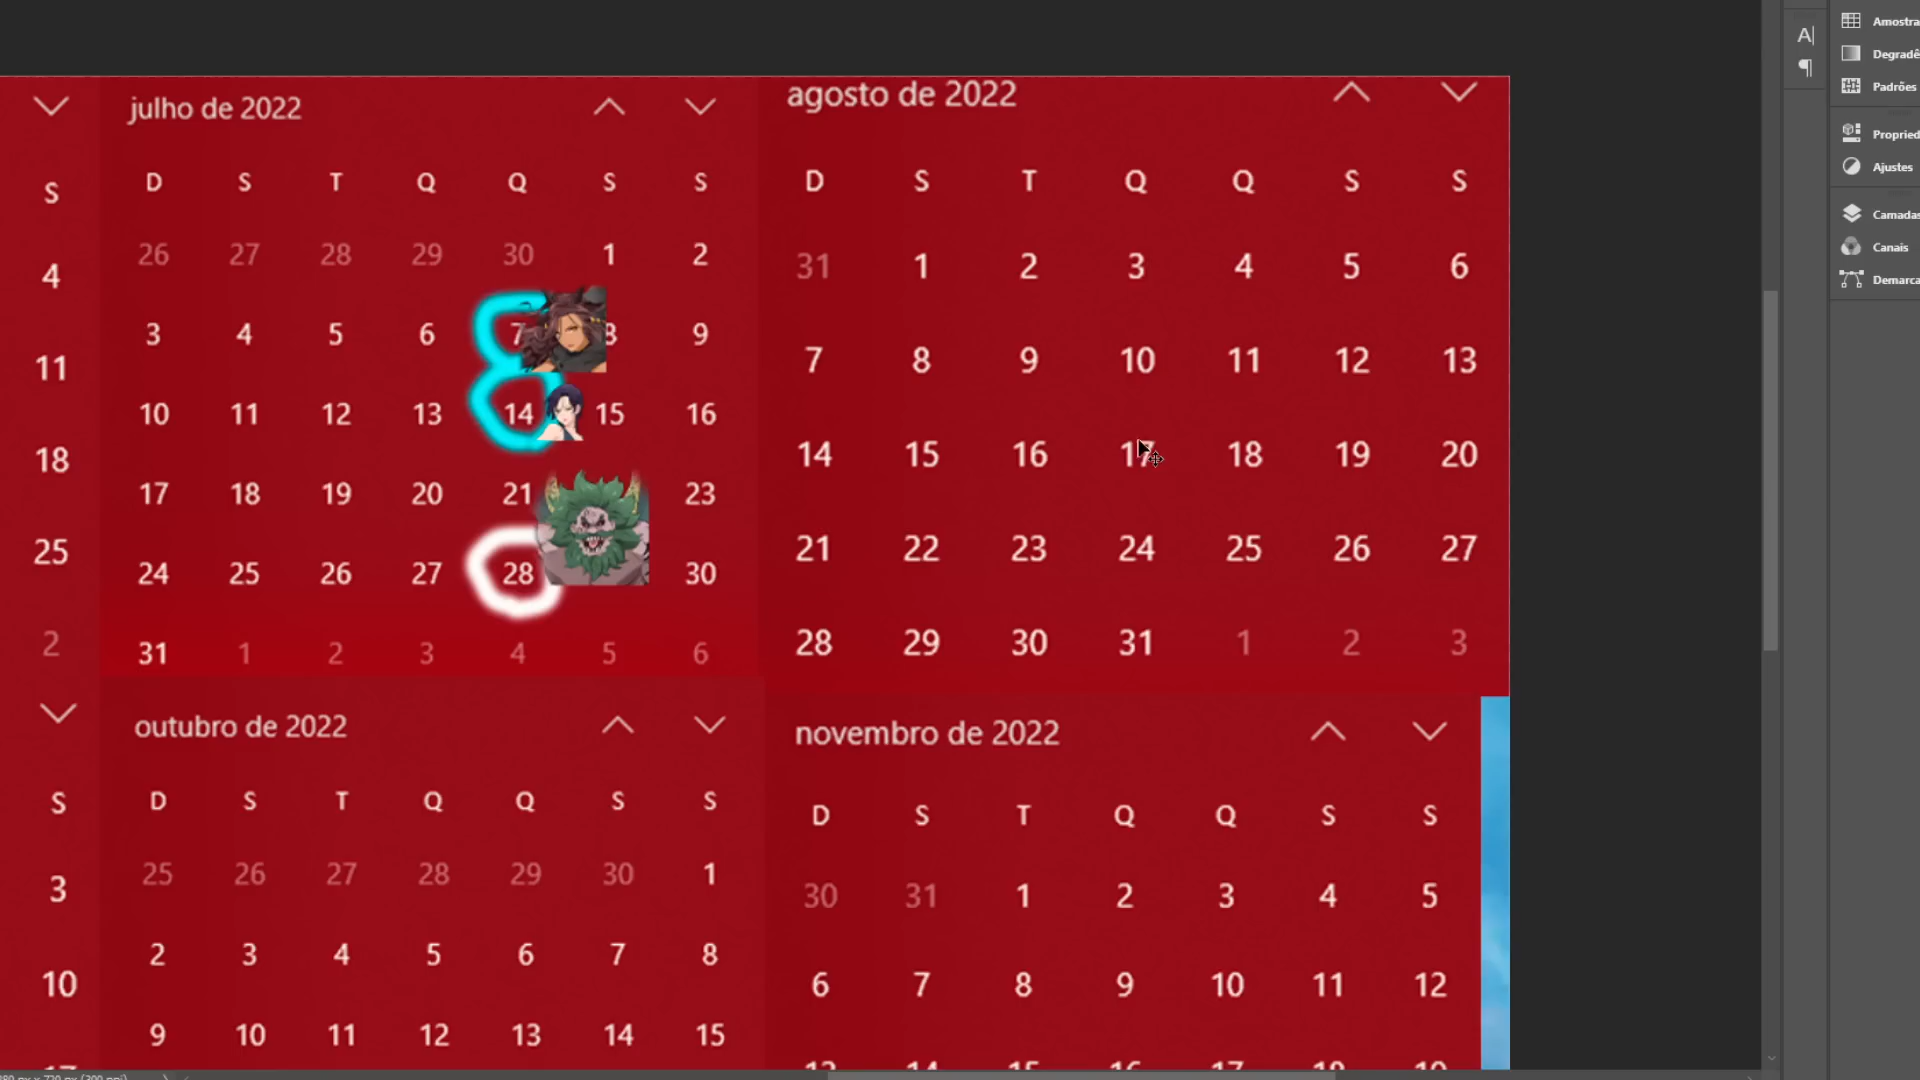 julho de 2022
D S T Q Q S S
26 27 28 29 30 1 2
3 4 5 6 7 8 9
10 11 12 13 14 15 16
17 18 19 20 21 23
24 25 26 27 28 30
31 1 2 3 4 5 6
agosto de 2022
D S T Q Q S S
31 1 2 3 4 5 6
7 8 9 10 11 12 13
14 15 16 17 18 19 20
21 22 23 24 25 26 27
28 29 30 31 1 2 3
S
4
11
18
25
2
outubro de 2022
D S T Q Q S S
25 26 27 28 29 30 1
2 3 4 5 6 7 8
9 10 11 12 13 14 15
novembro de 2022
D S T Q Q S S
30 31 1 2 3 4 5
6 7 8 9 10 11 12
S
3
10
A
Amostra
Degradê
Padrões
Propried
Ajustes
Camadas
Canais
Demarca